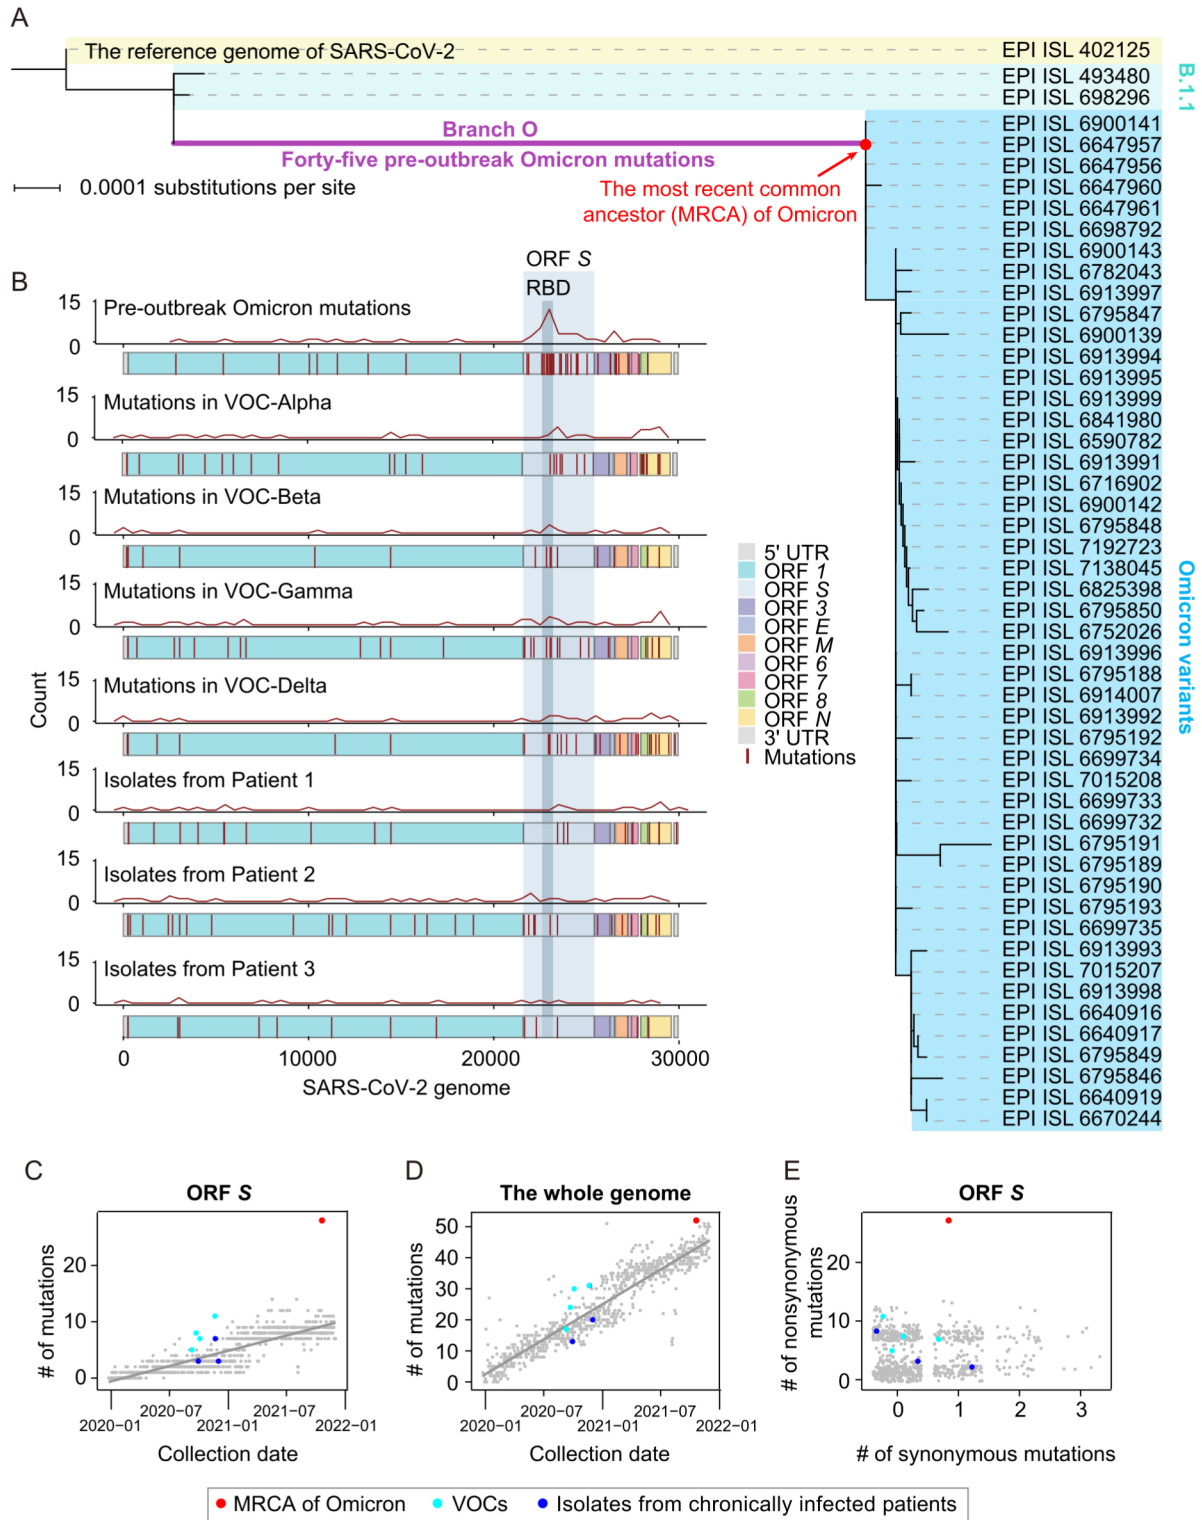 A
The reference genome of SARS-CoV-2
EPI ISL 402125
EPI ISL 493480
EPI ISL 698296
B.1.1
Branch O
Forty-five pre-outbreak Omicron mutations
0.0001 substitutions per site
The most recent common
ancestor (MRCA) of Omicron
EPI ISL 6900141
EPI ISL 6647957
EPI ISL 6647956
EPI ISL 6647960
EPI ISL 6647961
EPI ISL 6698792
EPI ISL 6900143
EPI ISL 6782043
EPI ISL 6913997
EPI ISL 6795847
EPI ISL 6900139
EPI ISL 6913994
EPI ISL 6913995
EPI ISL 6913999
EPI ISL 6841980
EPI ISL 6590782
EPI ISL 6913991
EPI ISL 6716902
EPI ISL 6900142
EPI ISL 6795848
EPI ISL 7192723
EPI ISL 7138045
EPI ISL 6825398
EPI ISL 6795850
EPI ISL 6752026
EPI ISL 6913996
EPI ISL 6795188
EPI ISL 6914007
EPI ISL 6913992
EPI ISL 6795192
EPI ISL 6699734
EPI ISL 7015208
EPI ISL 6699733
EPI ISL 6699732
EPI ISL 6795191
EPI ISL 6795189
EPI ISL 6795190
EPI ISL 6795193
EPI ISL 6699735
EPI ISL 6913993
EPI ISL 7015207
EPI ISL 6913998
EPI ISL 6640916
EPI ISL 6640917
EPI ISL 6795849
EPI ISL 6795846
EPI ISL 6640919
EPI ISL 6670244
Omicron variants
B
ORF S
RBD
Count
15
0
Pre-outbreak Omicron mutations
15
0
Mutations in VOC-Alpha
15
0
Mutations in VOC-Beta
15
0
Mutations in VOC-Gamma
15
0
Mutations in VOC-Delta
15
0
Isolates from Patient 1
15
0
Isolates from Patient 2
15
0
Isolates from Patient 3
0 10000 20000 30000
SARS-CoV-2 genome
5' UTR
ORF 1
ORF S
ORF 3
ORF E
ORF M
ORF 6
ORF 7
ORF 8
ORF N
3' UTR
Mutations
C
ORF S
# of mutations
20
10
0
2020−01 2020−07 2021−01 2021−07 2022−01
Collection date
D
The whole genome
# of mutations
50
40
30
20
10
0
2020−01 2020−07 2021−01 2021−07 2022−01
Collection date
E
ORF S
# of nonsynonymous
mutations
20
10
0
0 1 2 3
# of synonymous mutations
MRCA of Omicron VOCs Isolates from chronically infected patients